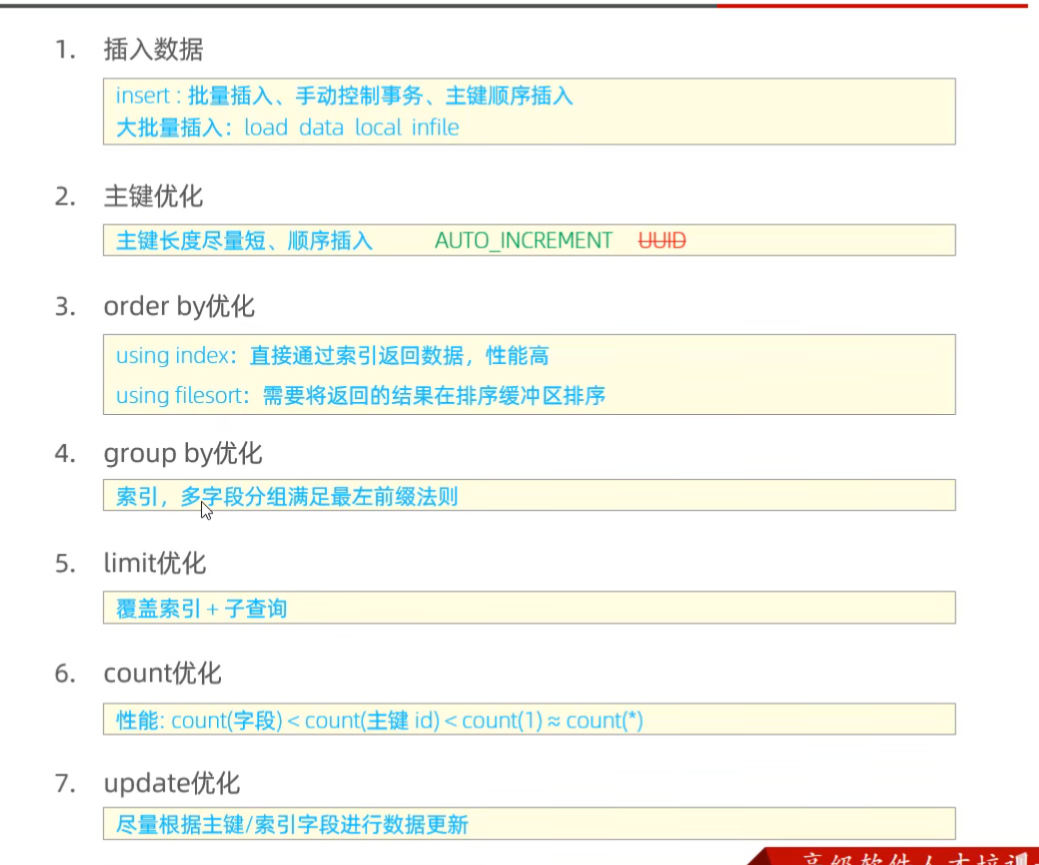 1. 插入数据
insert : 批量插入、手动控制事务、主键顺序插入
大批量插入：load data local infile
2. 主键优化
主键长度尽量短、顺序插入 AUTO_INCREMENT UUID
3. order by优化
using index：直接通过索引返回数据，性能高
using filesort：需要将返回的结果在排序缓冲区排序
4. group by优化
索引，多字段分组满足最左前缀法则
5. limit优化
覆盖索引 + 子查询
6. count优化
性能: count(字段) < count(主键 id) < count(1) ≈ count(*)
7. update优化
尽量根据主键/索引字段进行数据更新
高级软件人才培训